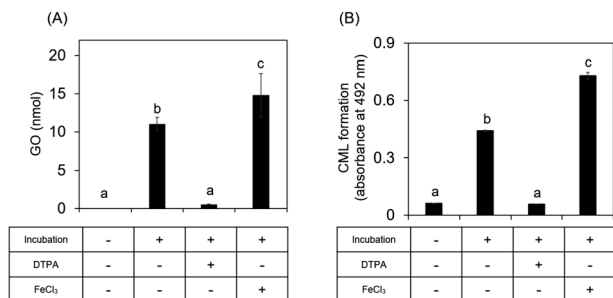 (A)
GO (nmol)
20
15
10
5
0
a
b
a
c
Incubation - + + +
DTPA - - + -
FeCl₃ - - - +
(B)
CML formation
(absorbance at 492 nm)
0.9
0.6
0.3
0
a
b
a
c
Incubation - + + +
DTPA - - + -
FeCl₃ - - - +